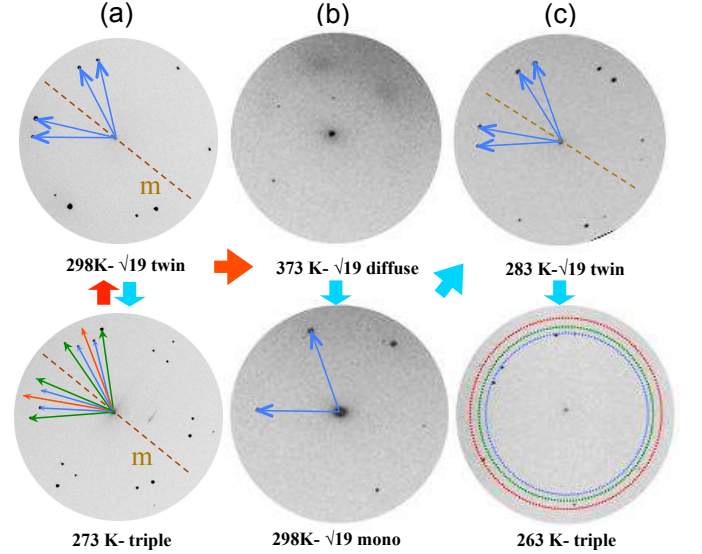 (a) (b) (c)
m
298K- √19 twin 373 K- √19 diffuse 283 K-√19 twin
m
273 K- triple 298K- √19 mono 263 K- triple